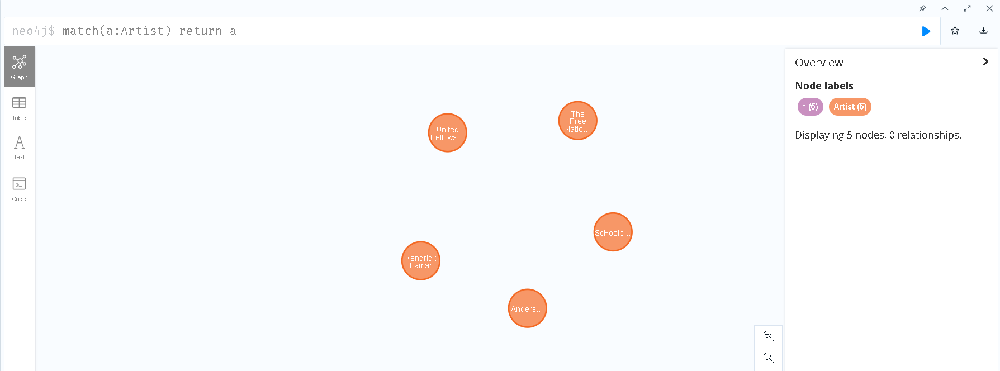 neo4j$ match(a:Artist) return a
Graph
Table
Text
Code
United
Fellows...
The
Free
Natio...
ScHoolb...
Kendrick
Lamar
Anders...
Overview
Node labels
* (5) Artist (5)
Displaying 5 nodes, 0 relationships.